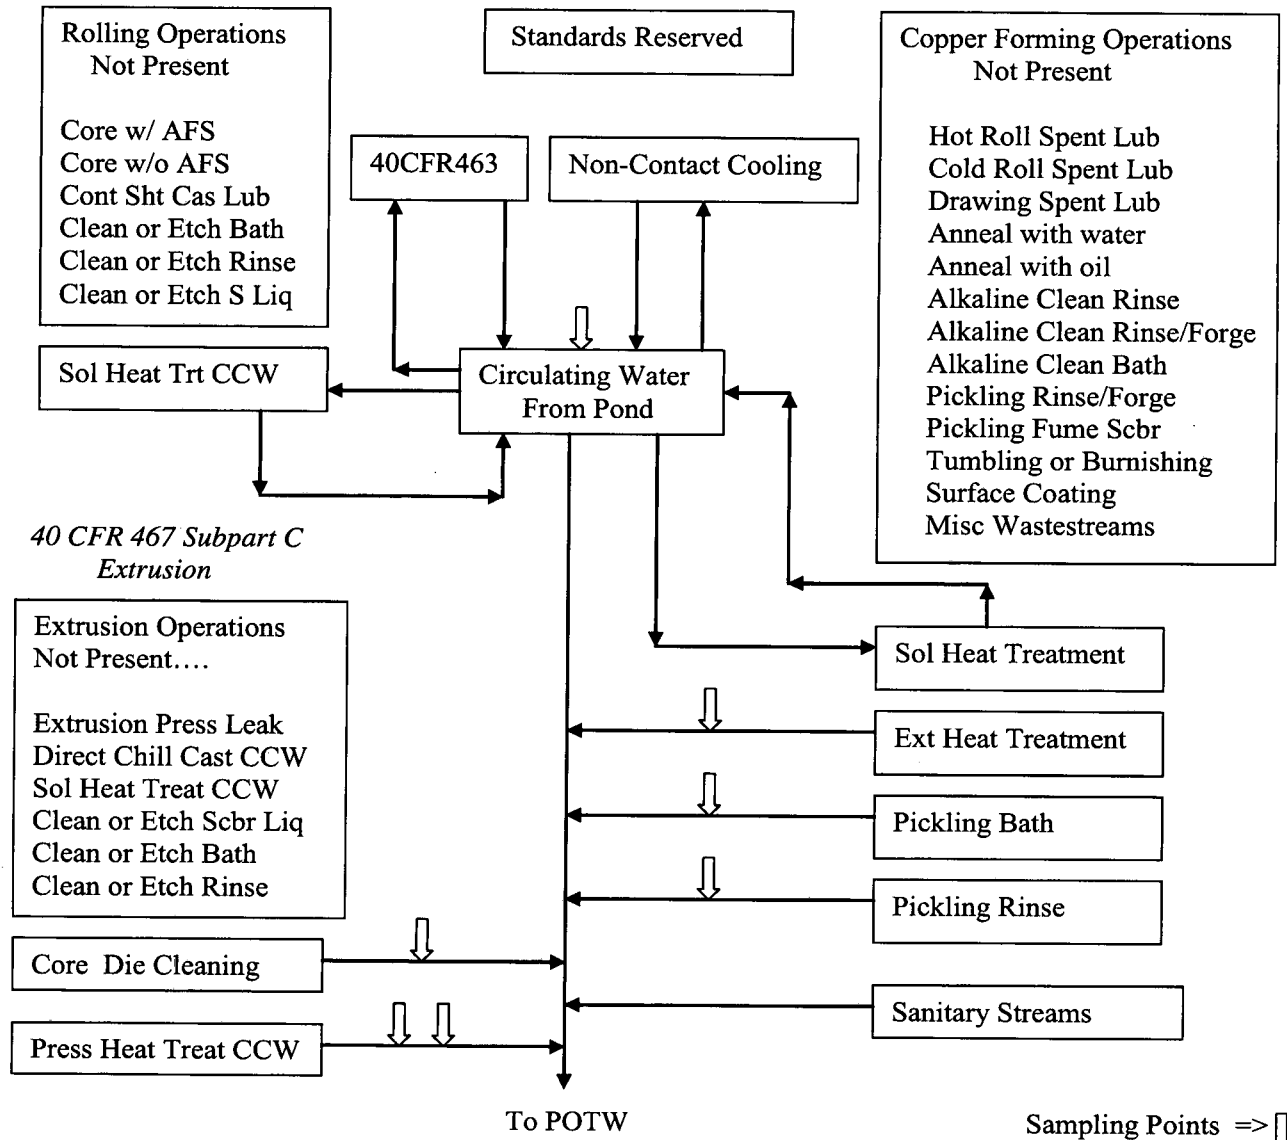 Rolling Operations
Not Present
Core w/ AFS
Core w/o AFS
Cont Sht Cas Lub
Clean or Etch Bath
Clean or Etch Rinse
Clean or Etch S Liq
Standards Reserved
40CFR463
Non-Contact Cooling
Copper Forming Operations
Not Present
Hot Roll Spent Lub
Cold Roll Spent Lub
Drawing Spent Lub
Anneal with water
Anneal with oil
Alkaline Clean Rinse
Alkaline Clean Rinse/Forge
Alkaline Clean Bath
Pickling Rinse/Forge
Pickling Fume Scbr
Tumbling or Burnishing
Surface Coating
Misc Wastestreams
Sol Heat Trt CCW
Circulating Water
From Pond
40 CFR 467 Subpart C
Extrusion
Extrusion Operations
Not Present....
Extrusion Press Leak
Direct Chill Cast CCW
Sol Heat Treat CCW
Clean or Etch Scbr Liq
Clean or Etch Bath
Clean or Etch Rinse
Sol Heat Treatment
Ext Heat Treatment
Pickling Bath
Pickling Rinse
Core Die Cleaning
Sanitary Streams
Press Heat Treat CCW
To POTW
Sampling Points =>